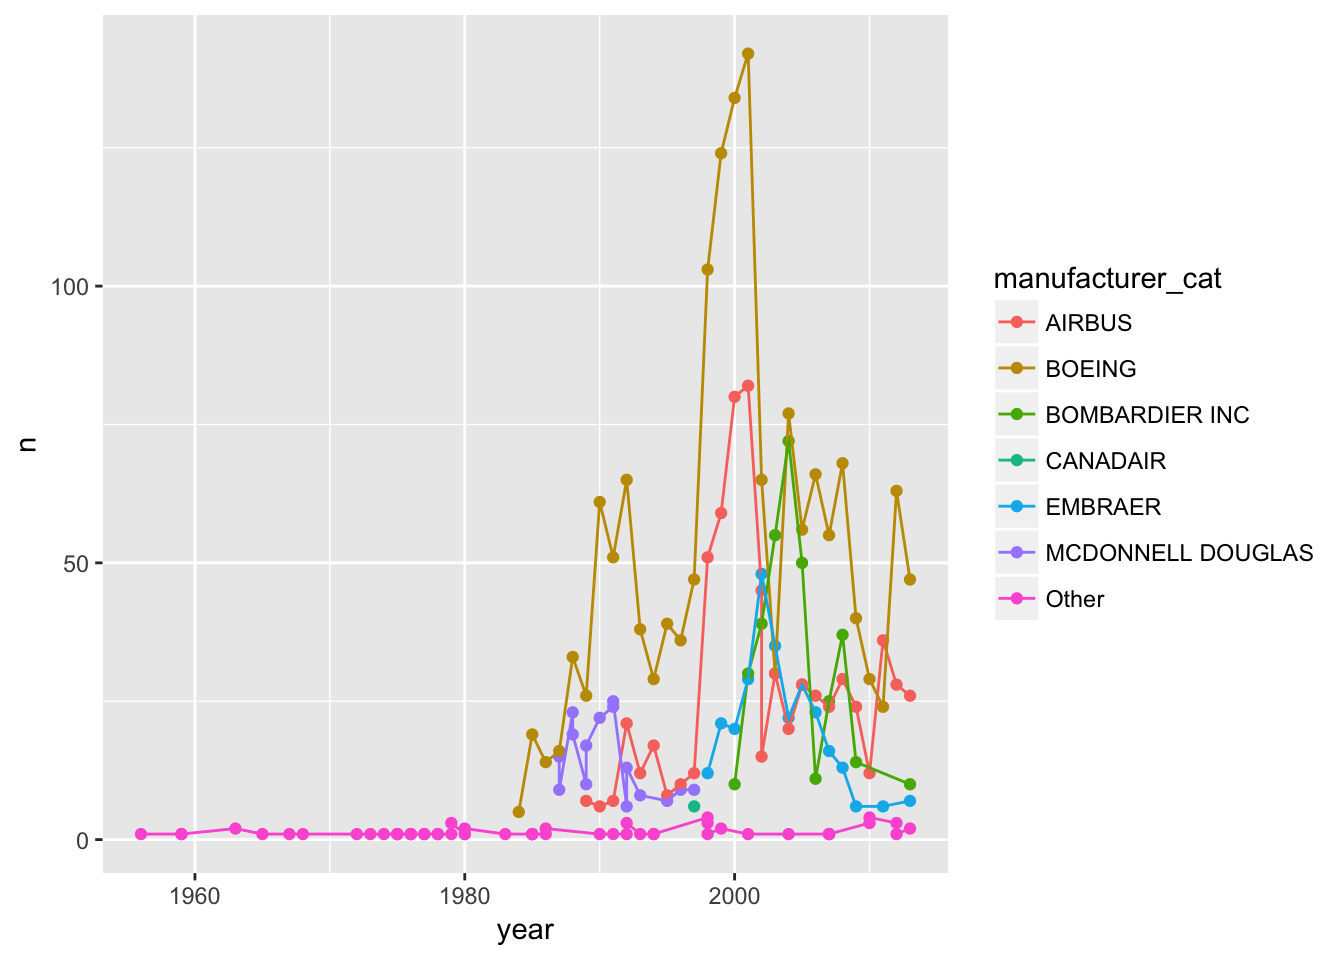 100
50
0
n
1960
1980
2000
year
manufacturer_cat
AIRBUS
BOEING
BOMBARDIER INC
CANADAIR
EMBRAER
MCDONNELL DOUGLAS
Other